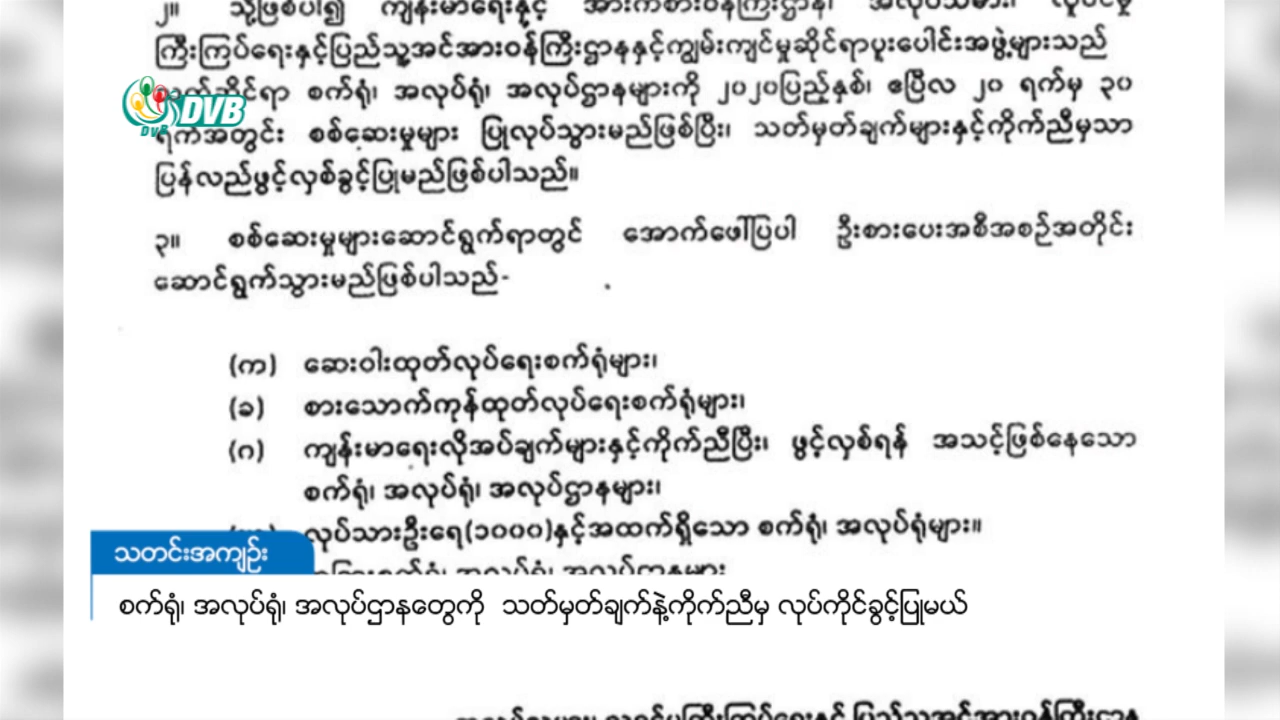 ၂။ သို့ဖြစ်ပါ၍ ကျန်းမာရေးနှင့် အားကစားဝန်ကြီးဌာန၊
ကြီးကြပ်ရေးနှင့်ပြည်သူ့အင်အားဝန်ကြီးဌာနနှင့်ကျွမ်းကျင်မှုဆိုင်ရာပူးပေါင်းအဖွဲ့များသည်
စက်ရုံ၊ အလုပ်ရုံ၊ အလုပ်ဌာနများကို ၂၀၂၀ပြည့်နှစ်၊ ဧပြီလ ၂၀ ရက်မှ ၃၀
DVB
DVB
ရက်အတွင်း စစ်ဆေးမှုများ ပြုလုပ်သွားမည်ဖြစ်ပြီး၊ သတ်မှတ်ချက်များနှင့်ကိုက်ညီမှသာ
ပြန်လည်ဖွင့်လှစ်ခွင့်ပြုမည်ဖြစ်ပါသည်။
၃။ စစ်ဆေးမှုများဆောင်ရွက်ရာတွင် အောက်ဖေါ်ပြပါ ဦးစားပေးအစီအစဉ်အတိုင်း
ဆောင်ရွက်သွားမည်ဖြစ်ပါသည်-
(က) ဆေးဝါးထုတ်လုပ်ရေးစက်ရုံများ၊
(ခ) စားသောက်ကုန်ထုတ်လုပ်ရေးစက်ရုံများ၊
(ဂ) ကျန်းမာရေးလိုအပ်ချက်များနှင့်ကိုက်ညီပြီး၊ ဖွင့်လှစ်ရန် အသင့်ဖြစ်နေသော
စက်ရုံ၊ အလုပ်ရုံ၊ အလုပ်ဌာနများ၊
လုပ်သားဦးရေ(၁၀၀၀)နှင့်အထက်ရှိသော စက်ရုံ၊ အလုပ်ရုံများ။
သတင်းအကျဉ်း
စက်ရုံ၊ အလုပ်ရုံ၊ အလုပ်ဌာနတွေကို သတ်မှတ်ချက်နဲ့ကိုက်ညီမှ လုပ်ကိုင်ခွင့်ပြုမယ်